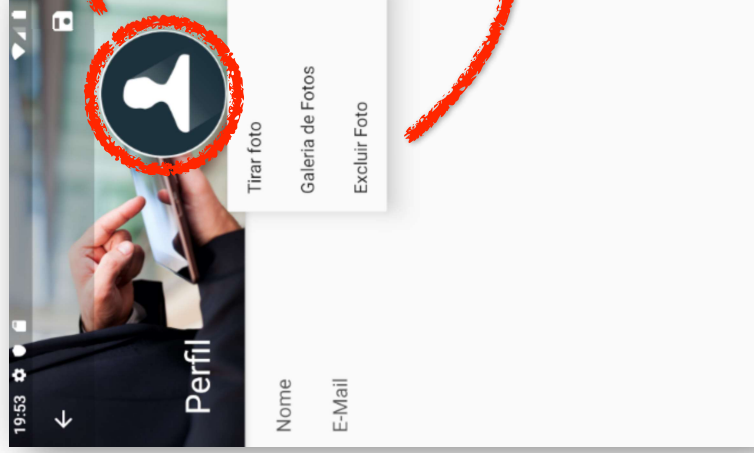 19:53
Perfil
Tirar foto
Galeria de Fotos
Excluir Foto
Nome
E-Mail